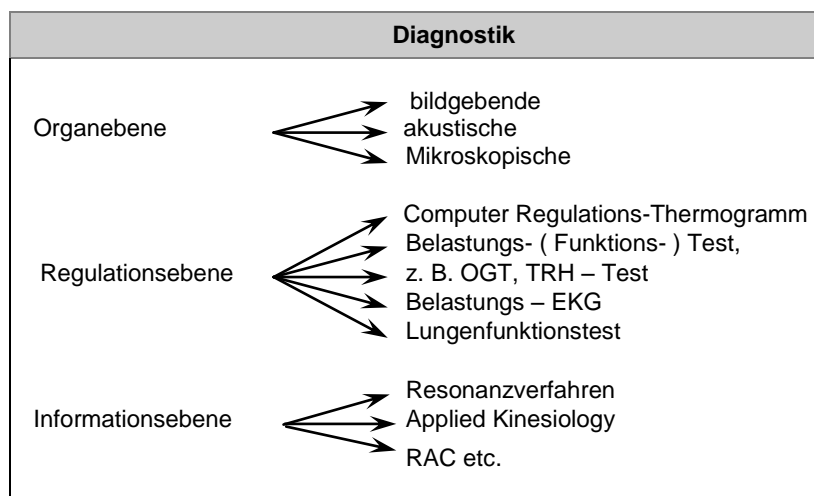 Diagnostik
Organebene
bildgebende
akustische
Mikroskopische
Regulationsebene
Computer Regulations-Thermogramm
Belastungs- ( Funktions- ) Test,
z. B. OGT, TRH – Test
Belastungs – EKG
Lungenfunktionstest
Informationsebene
Resonanzverfahren
Applied Kinesiology
RAC etc.